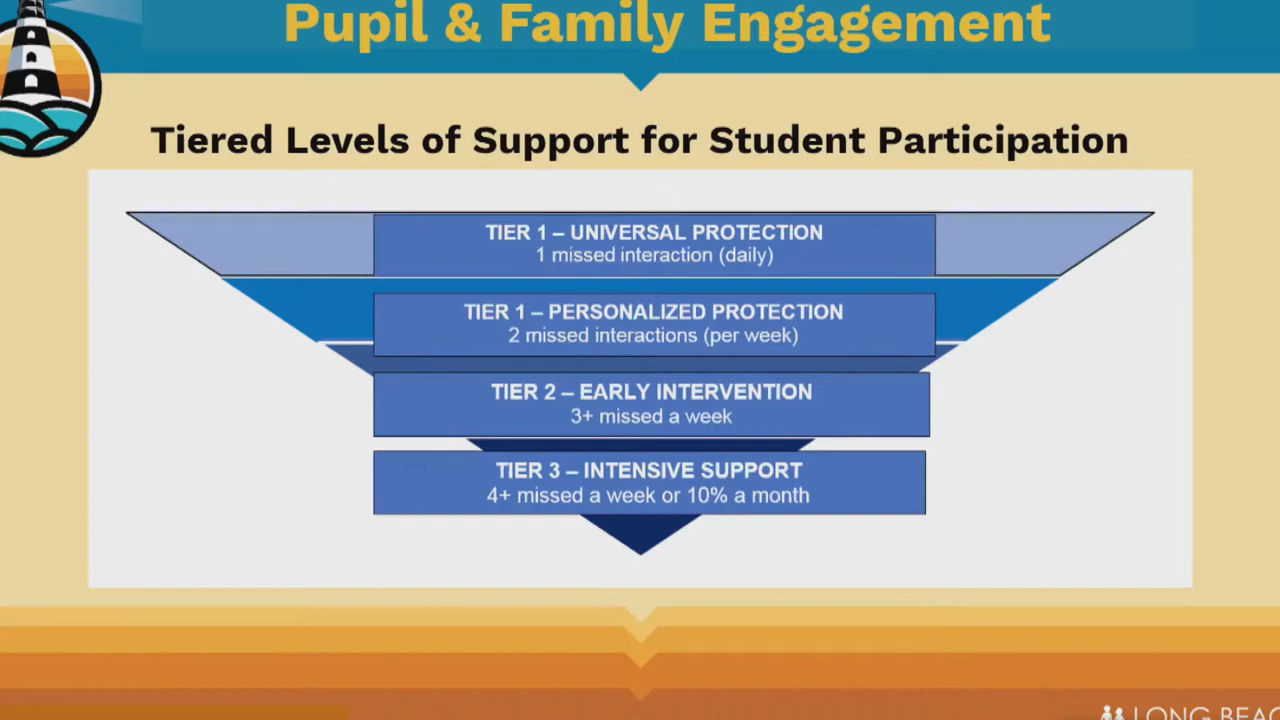 Pupil & Family Engagement
Tiered Levels of Support for Student Participation
TIER 1 – UNIVERSAL PROTECTION
1 missed interaction (daily)
TIER 1 – PERSONALIZED PROTECTION
2 missed interactions (per week)
TIER 2 – EARLY INTERVENTION
3+ missed a week
TIER 3 – INTENSIVE SUPPORT
4+ missed a week or 10% a month
LONG